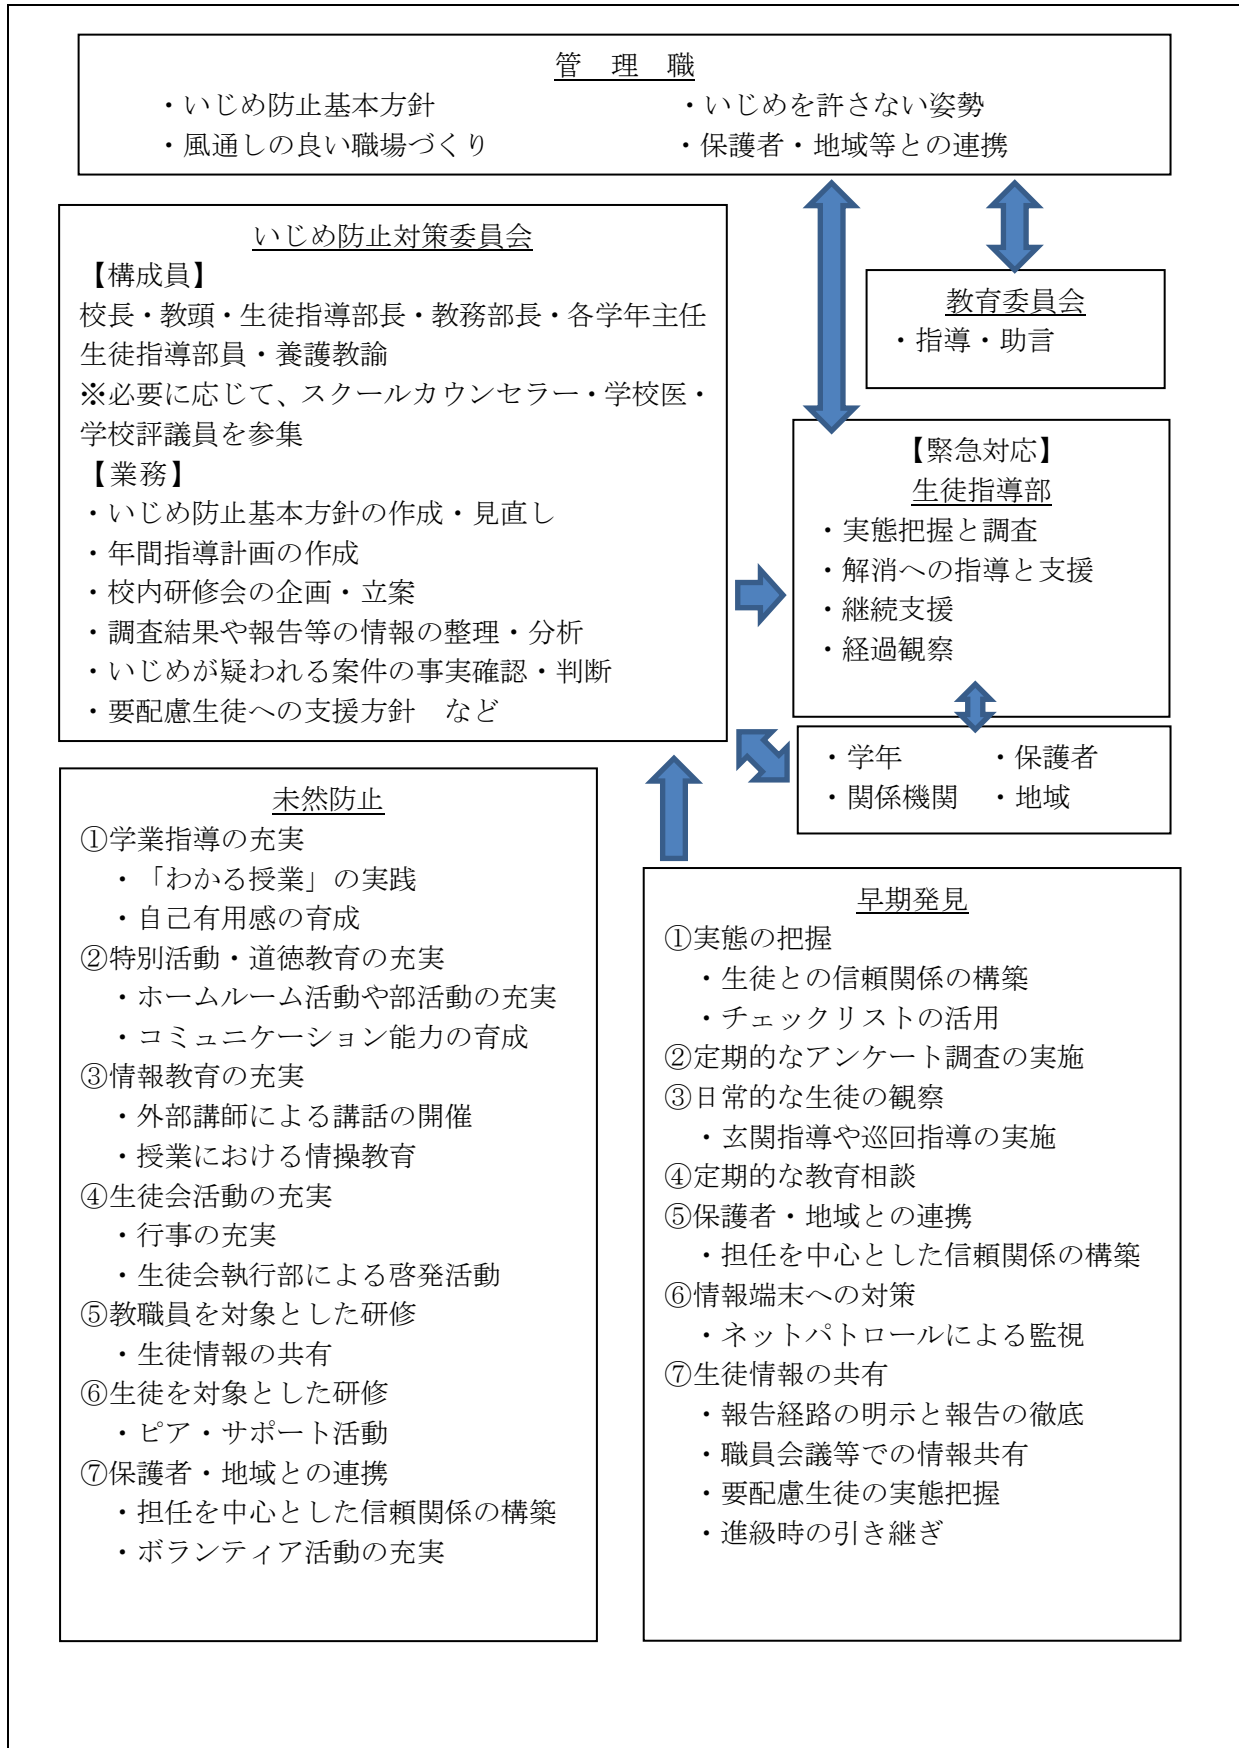 管　理　職
・いじめ防止基本方針　・いじめを許さない姿勢
・風通しの良い職場づくり　・保護者・地域等との連携
いじめ防止対策委員会
【構成員】
校長・教頭・生徒指導部長・教務部長・各学年主任
生徒指導部員・養護教諭
※必要に応じて、スクールカウンセラー・学校医・
学校評議員を参集
【業務】
・いじめ防止基本方針の作成・見直し
・年間指導計画の作成
・校内研修会の企画・立案
・調査結果や報告等の情報の整理・分析
・いじめが疑われる案件の事実確認・判断
・要配慮生徒への支援方針　など
教育委員会
・指導・助言
【緊急対応】
生徒指導部
・実態把握と調査
・解消への指導と支援
・継続支援
・経過観察
・学年　・保護者
・関係機関　・地域
未然防止
①学業指導の充実
・「わかる授業」の実践
・自己有用感の育成
②特別活動・道徳教育の充実
・ホームルーム活動や部活動の充実
・コミュニケーション能力の育成
③情報教育の充実
・外部講師による講話の開催
・授業における情操教育
④生徒会活動の充実
・行事の充実
・生徒会執行部による啓発活動
⑤教職員を対象とした研修
・生徒情報の共有
⑥生徒を対象とした研修
・ピア・サポート活動
⑦保護者・地域との連携
・担任を中心とした信頼関係の構築
・ボランティア活動の充実
早期発見
①実態の把握
・生徒との信頼関係の構築
・チェックリストの活用
②定期的なアンケート調査の実施
③日常的な生徒の観察
・玄関指導や巡回指導の実施
④定期的な教育相談
⑤保護者・地域との連携
・担任を中心とした信頼関係の構築
⑥情報端末への対策
・ネットパトロールによる監視
⑦生徒情報の共有
・報告経路の明示と報告の徹底
・職員会議等での情報共有
・要配慮生徒の実態把握
・進級時の引き継ぎ